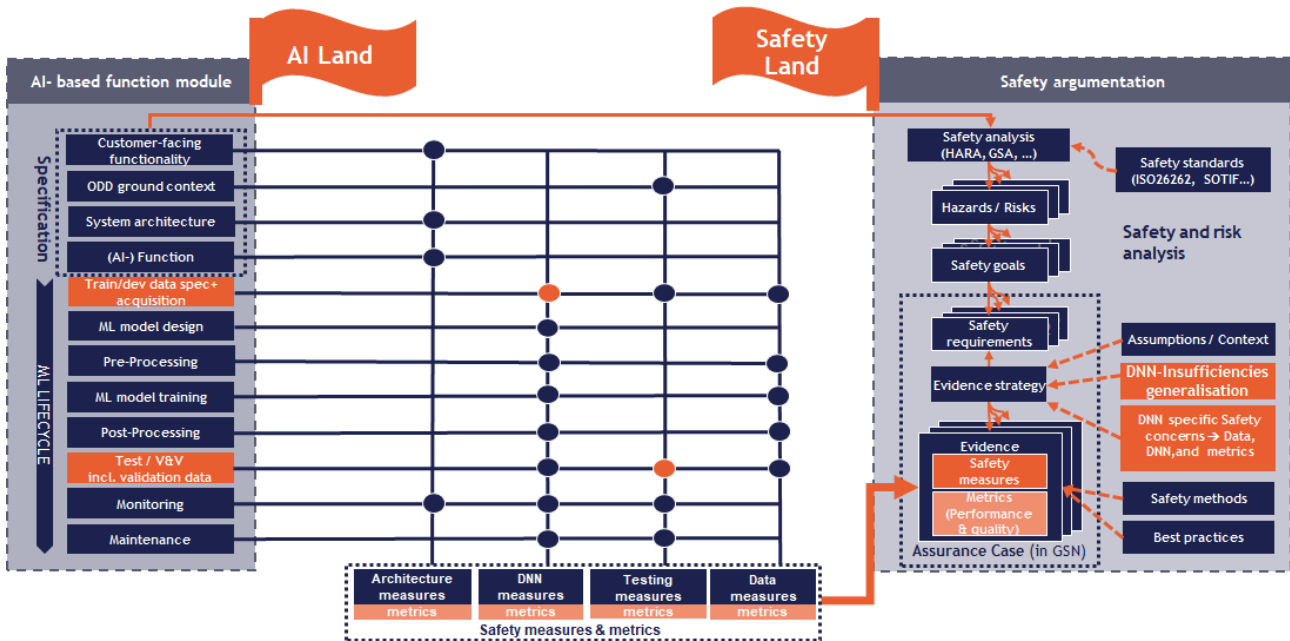 AI Land
Safety
Land
AI- based function module
Safety argumentation
Specification
Customer-facing
functionality
ODD ground context
System architecture
(AI-) Function
ML LIFECYCLE
Train/dev data spec+
acquisition
ML model design
Pre-Processing
ML model training
Post-Processing
Test / V&V
incl. validation data
Monitoring
Maintenance
Architecture
measures
metrics
DNN
measures
metrics
Testing
measures
metrics
Data
measures
metrics
Safety measures & metrics
Safety analysis
(HARA, GSA, ...)
Safety standards
(ISO26262, SOTIF...)
Hazards / Risks
Safety and risk
analysis
Safety goals
Safety
requirements
Assumptions / Context
Evidence strategy
DNN-Insufficiencies
generalisation
DNN specific Safety
concerns → Data,
DNN,and metrics
Evidence
Safety
measures
Metrics
(Performance
& quality)
Safety methods
Best practices
Assurance Case (in GSN)